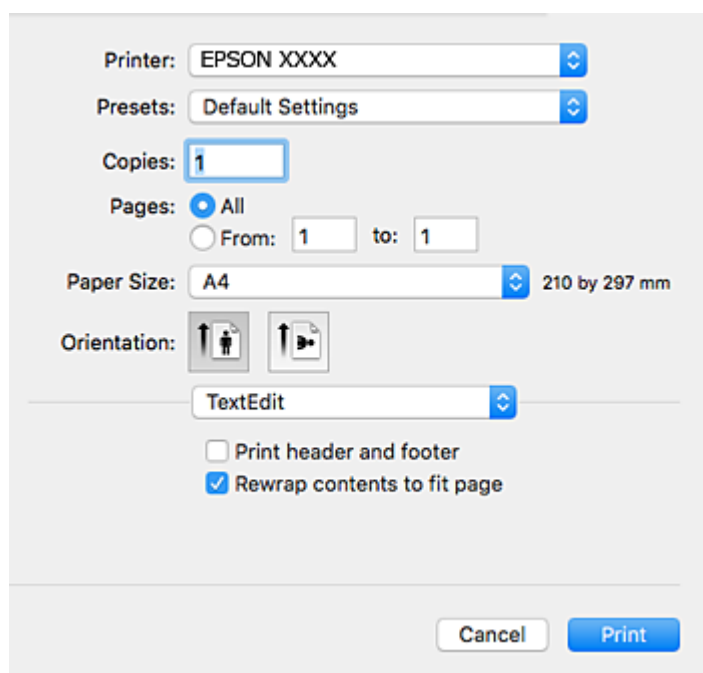 Printer: EPSON XXXX
Presets: Default Settings
Copies: 1
Pages: All
From: 1 to: 1
Paper Size: A4 210 by 297 mm
Orientation:
TextEdit
Print header and footer
Rewrap contents to fit page
Cancel Print